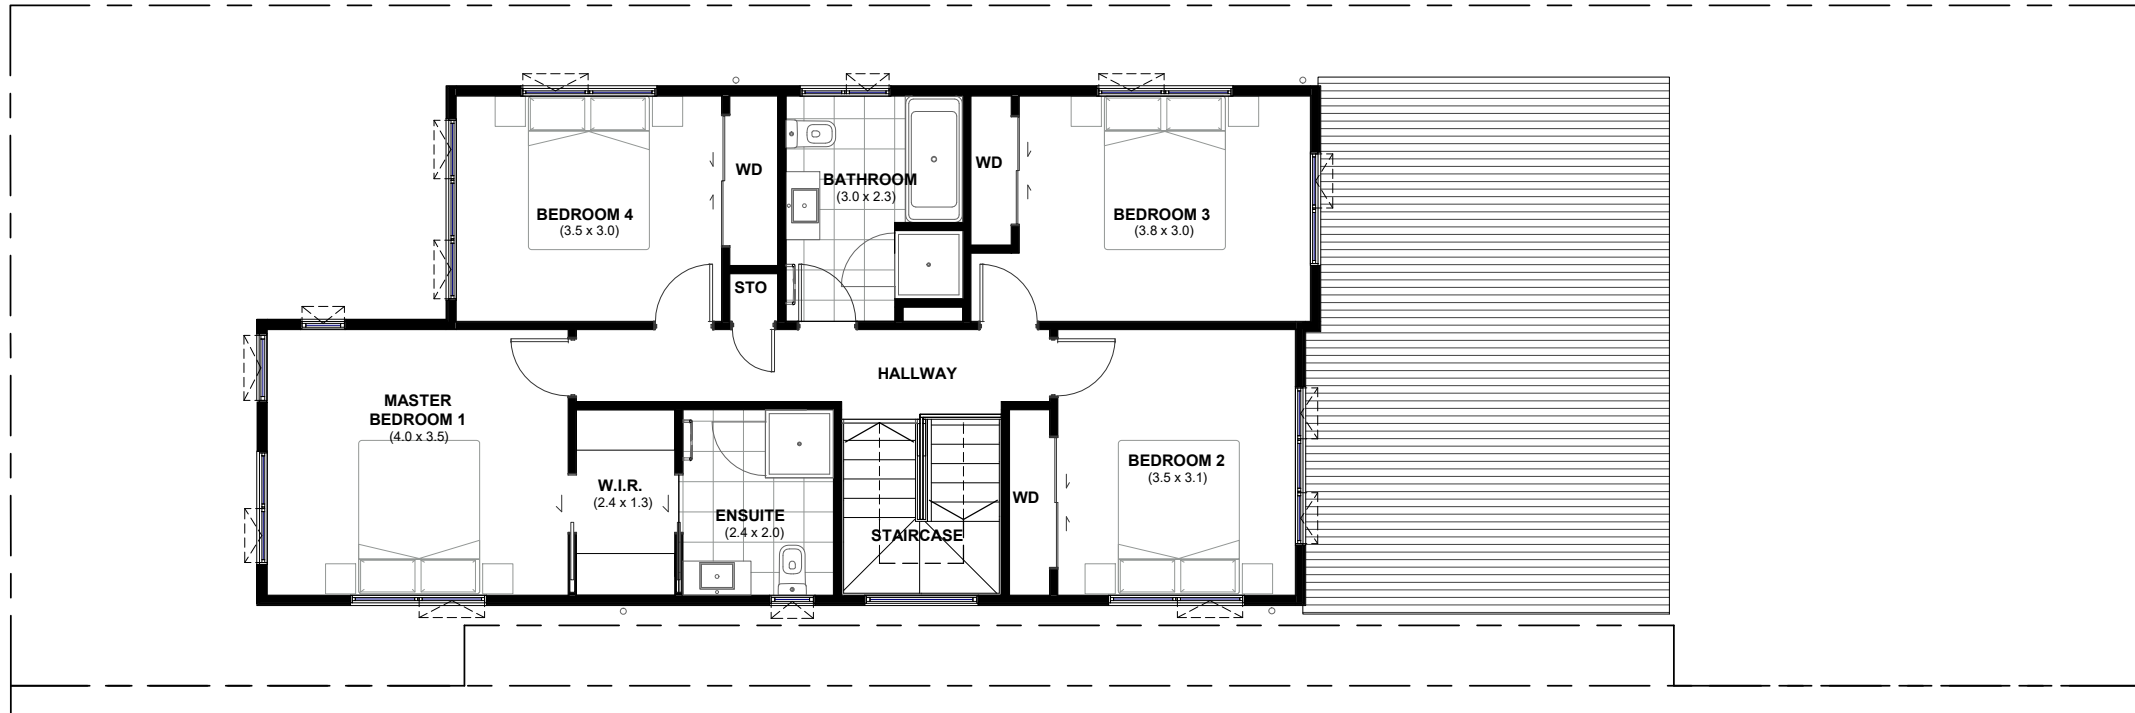 WD
BATHROOM
(3.0 x 2.3)
WD
BEDROOM 4
(3.5 x 3.0)
BEDROOM 3
(3.8 x 3.0)
STO
HALLWAY
MASTER
BEDROOM 1
(4.0 x 3.5)
BEDROOM 2
(3.5 x 3.1)
W.I.R.
(2.4 x 1.3)
WD
ENSUITE
(2.4 x 2.0)
STAIRCASE